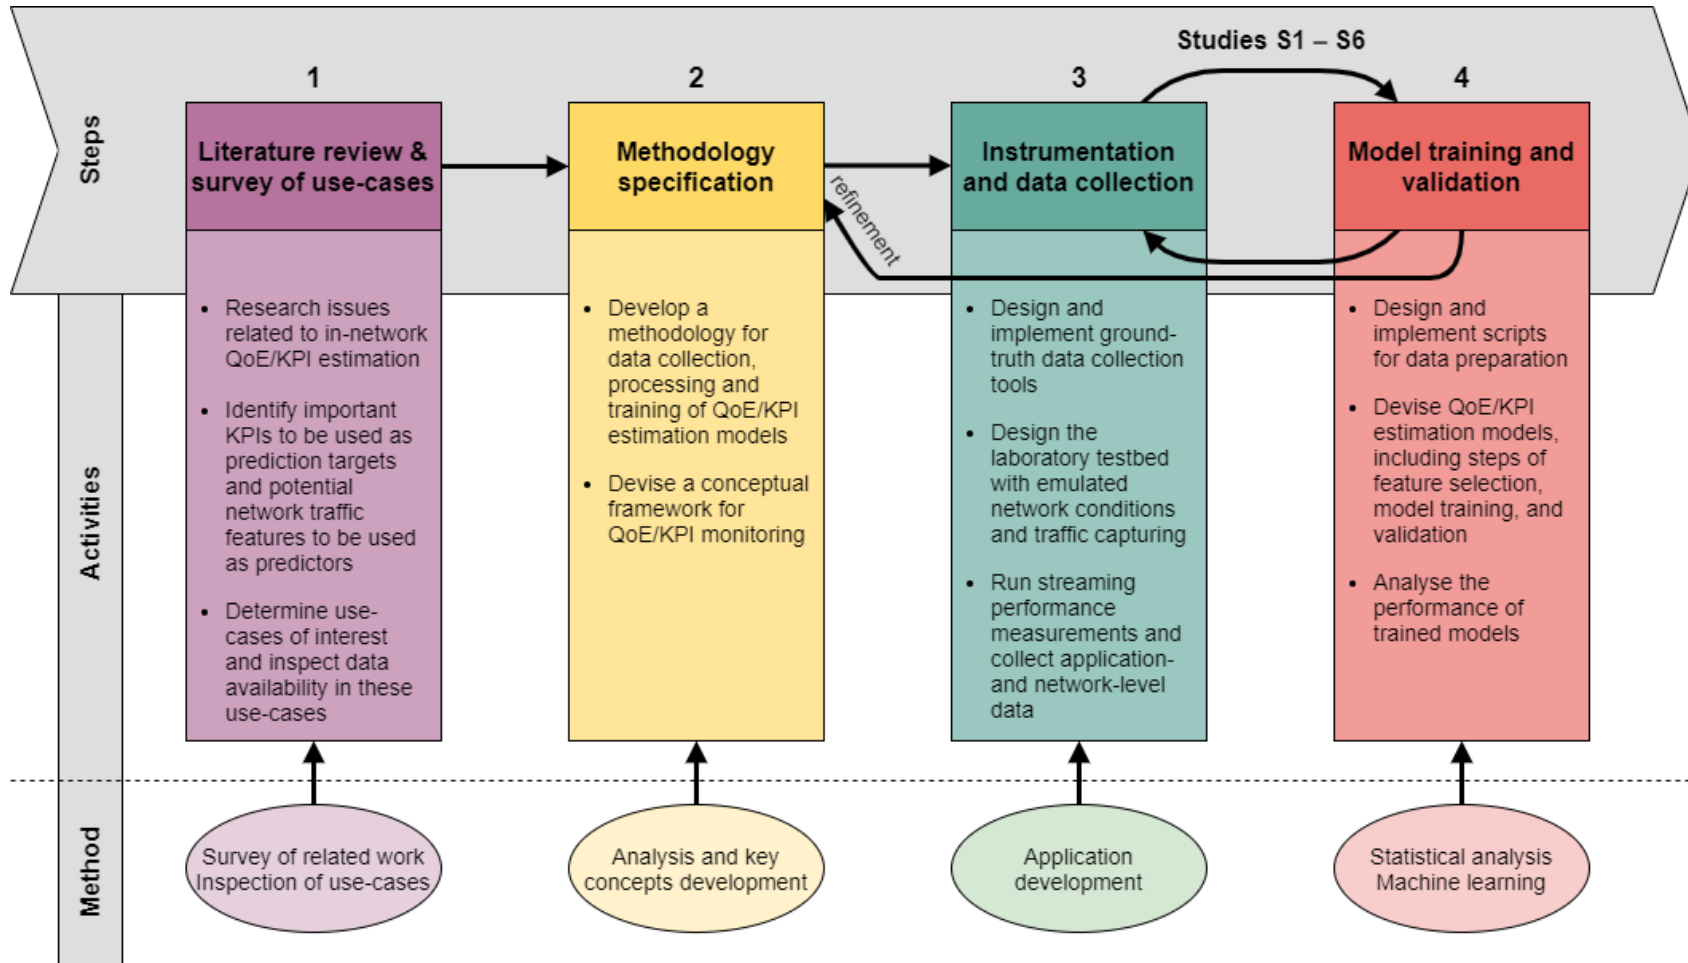 Studies S1 – S6
1
2
3
4
Steps
Literature review &
survey of use-cases
Methodology
specification
Instrumentation
and data collection
Model training and
validation
refinement
Activities
• Research issues
related to in-network
QoE/KPI estimation
• Identify important
KPIs to be used as
prediction targets
and potential
network traffic
features to be used
as predictors
• Determine use-
cases of interest
and inspect data
availability in these
use-cases
• Develop a
methodology for
data collection,
processing and
training of QoE/KPI
estimation models
• Devise a conceptual
framework for
QoE/KPI monitoring
• Design and
implement ground-
truth data collection
tools
• Design the
laboratory testbed
with emulated
network conditions
and traffic capturing
• Run streaming
performance
measurements and
collect application-
and network-level
data
• Design and
implement scripts
for data preparation
• Devise QoE/KPI
estimation models,
including steps of
feature selection,
model training, and
validation
• Analyse the
performance of
trained models
Method
Survey of related work
Inspection of use-cases
Analysis and key
concepts development
Application
development
Statistical analysis
Machine learning